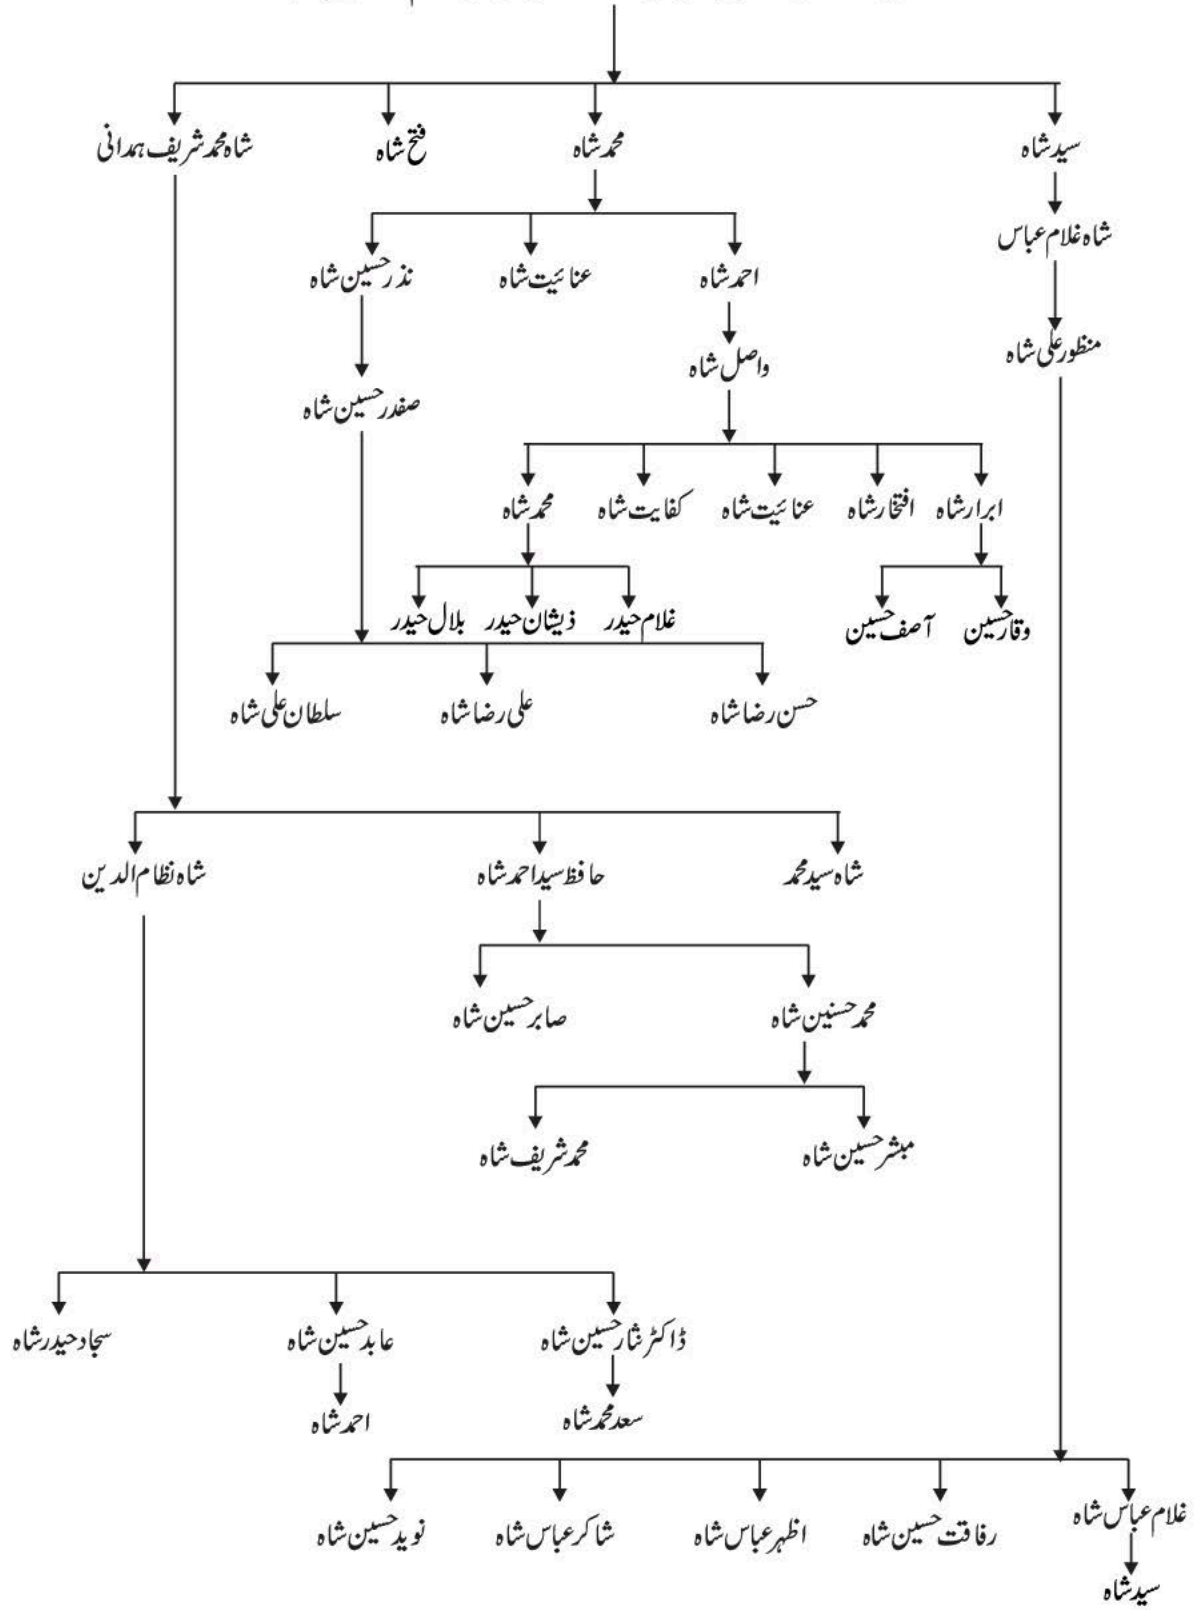 سید شاہ محمد شاہ فتح شاہ شاہ محمد شریف ہمدانی
شاہ غلام عباس
احمد شاہ عنائیت شاہ نذر حسین شاہ
منظور علی شاہ
واصل شاہ
صفدر حسین شاہ
ابرار شاہ افتخار شاہ عنائیت شاہ کفایت شاہ محمد شاہ
وقار حسین آصف حسین غلام حیدر ذیشان حیدر بلال حیدر
حسن رضا شاہ علی رضا شاہ سلطان علی شاہ
شاہ سید محمد حافظ سید احمد شاہ شاہ نظام الدین
محمد حسنین شاہ صابر حسین شاہ
مبشر حسین شاہ محمد شریف شاہ
ڈاکٹر نثار حسین شاہ عابد حسین شاہ سجاد حیدر شاہ
سعد محمد شاہ احمد شاہ
غلام عباس شاہ رفاقت حسین شاہ اظہر عباس شاہ شاکر عباس شاہ نوید حسین شاہ
سید شاہ